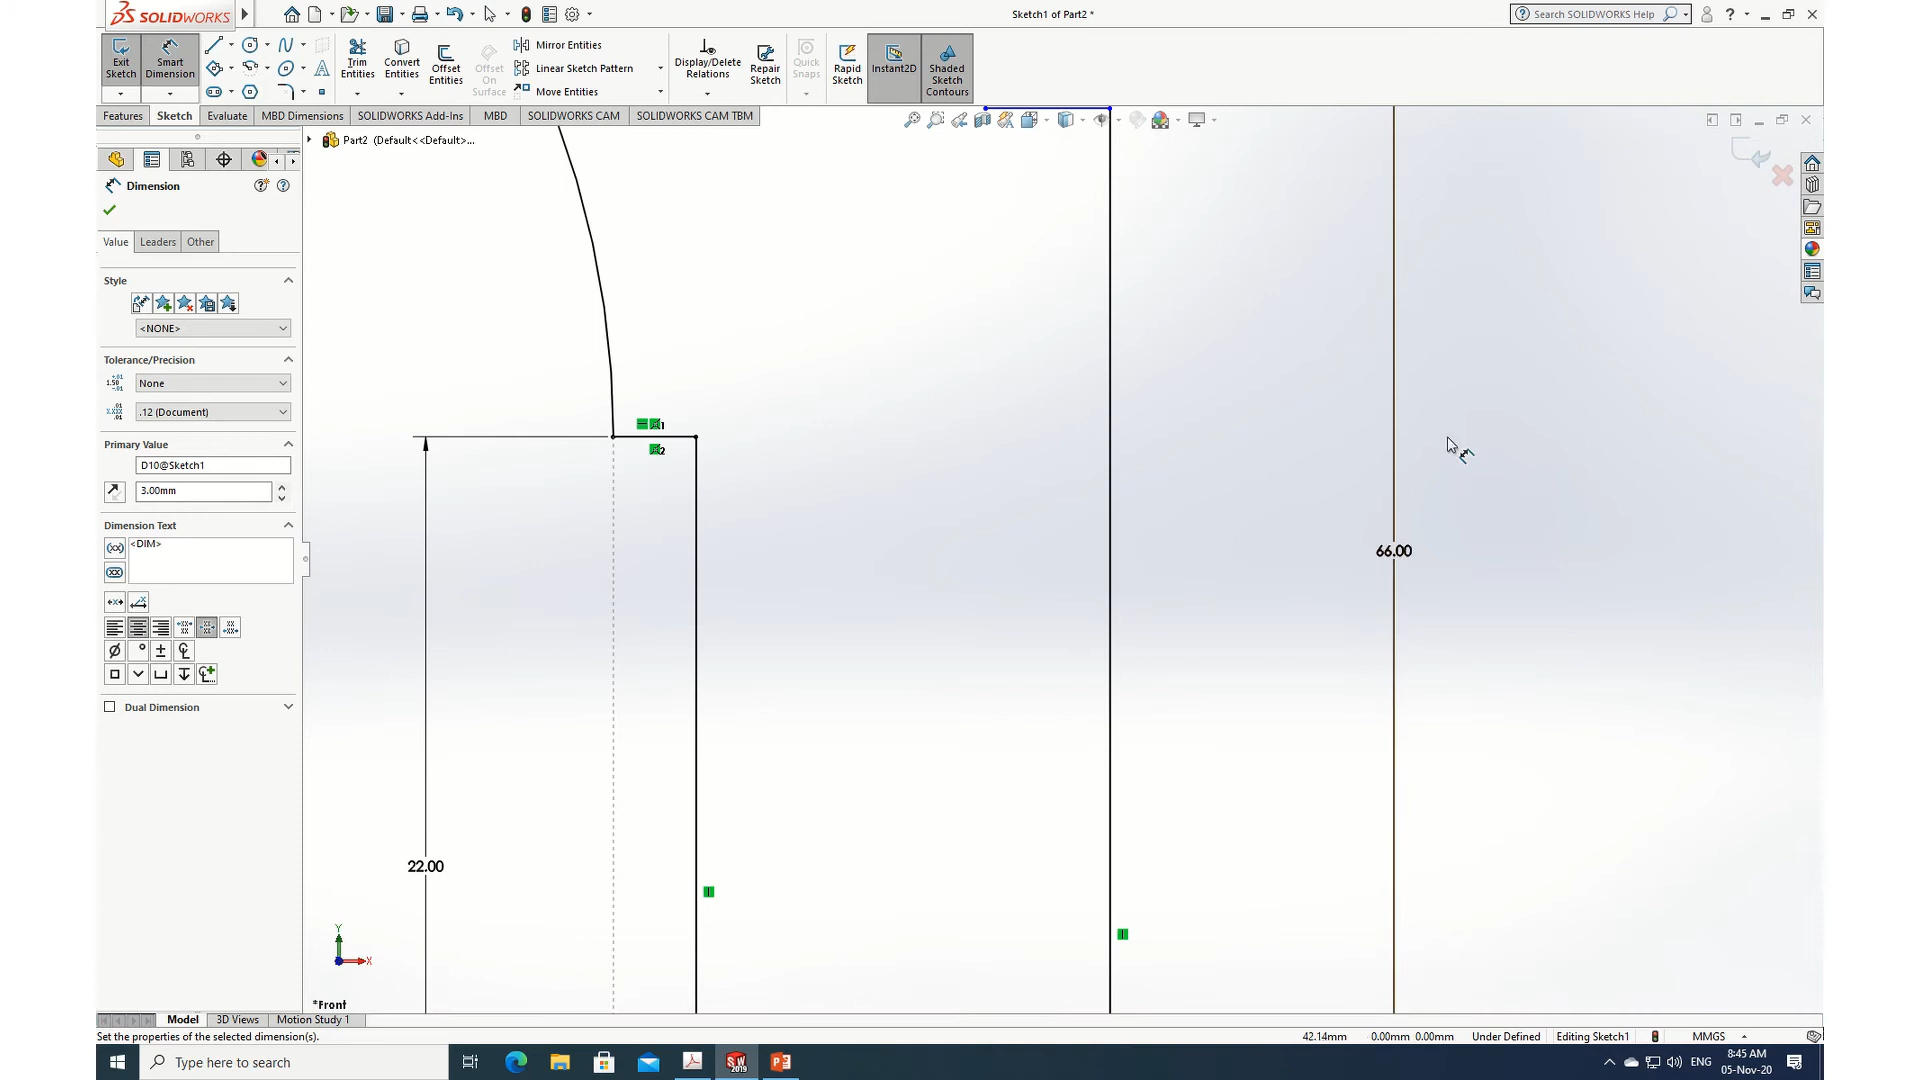 SOLIDWORKS
Sketch1 of Part2 *
Search SOLIDWORKS Help
Exit Sketch
Smart Dimension
Trim Entities
Convert Entities
Offset Entities
Offset On Surface
Mirror Entities
Linear Sketch Pattern
Move Entities
Display/Delete Relations
Repair Sketch
Quick Snaps
Rapid Sketch
Instant2D
Shaded Sketch Contours
Features
Sketch
Evaluate
MBD Dimensions
SOLIDWORKS Add-Ins
MBD
SOLIDWORKS CAM
SOLIDWORKS CAM TBM
Part2 (Default<<Default>...
Dimension
Value
Leaders
Other
Style
<NONE>
Tolerance/Precision
None
.12 (Document)
Primary Value
D10@Sketch1
3.00mm
Dimension Text
<DIM>
Dual Dimension
1
2
66.00
22.00
Y
X
*Front
Model
3D Views
Motion Study 1
Set the properties of the selected dimension(s).
42.14mm
0.00mm 0.00mm
Under Defined
Editing Sketch1
MMGS
Type here to search
ENG
8:45 AM
05-Nov-20